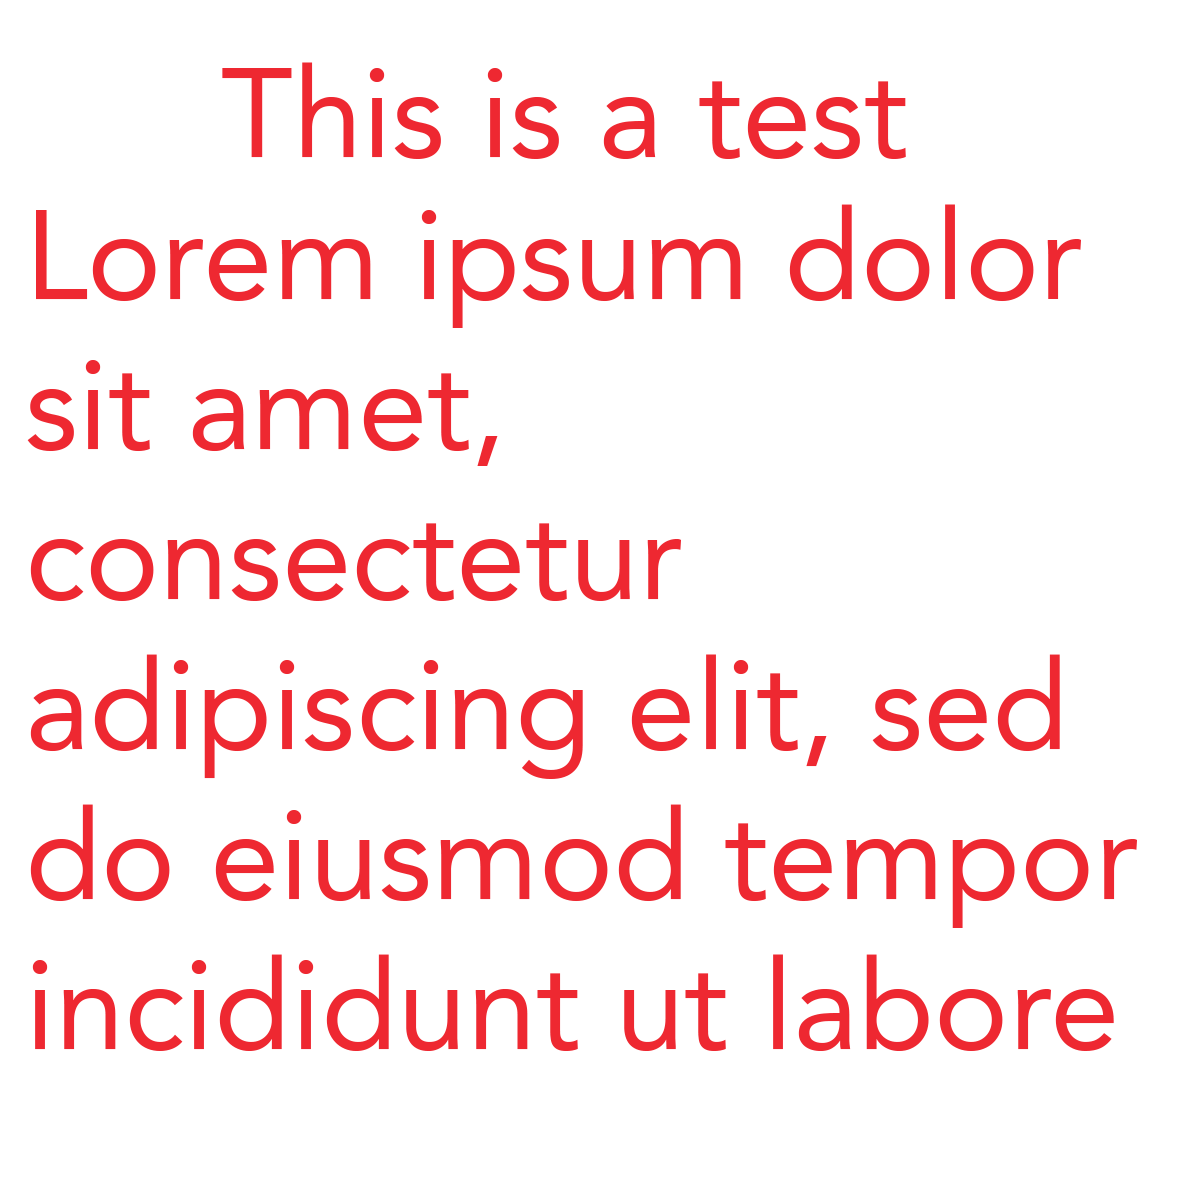 This is a test
Lorem ipsum dolor
sit amet,
consectetur
adipiscing elit, sed
do eiusmod tempor
incididunt ut labore